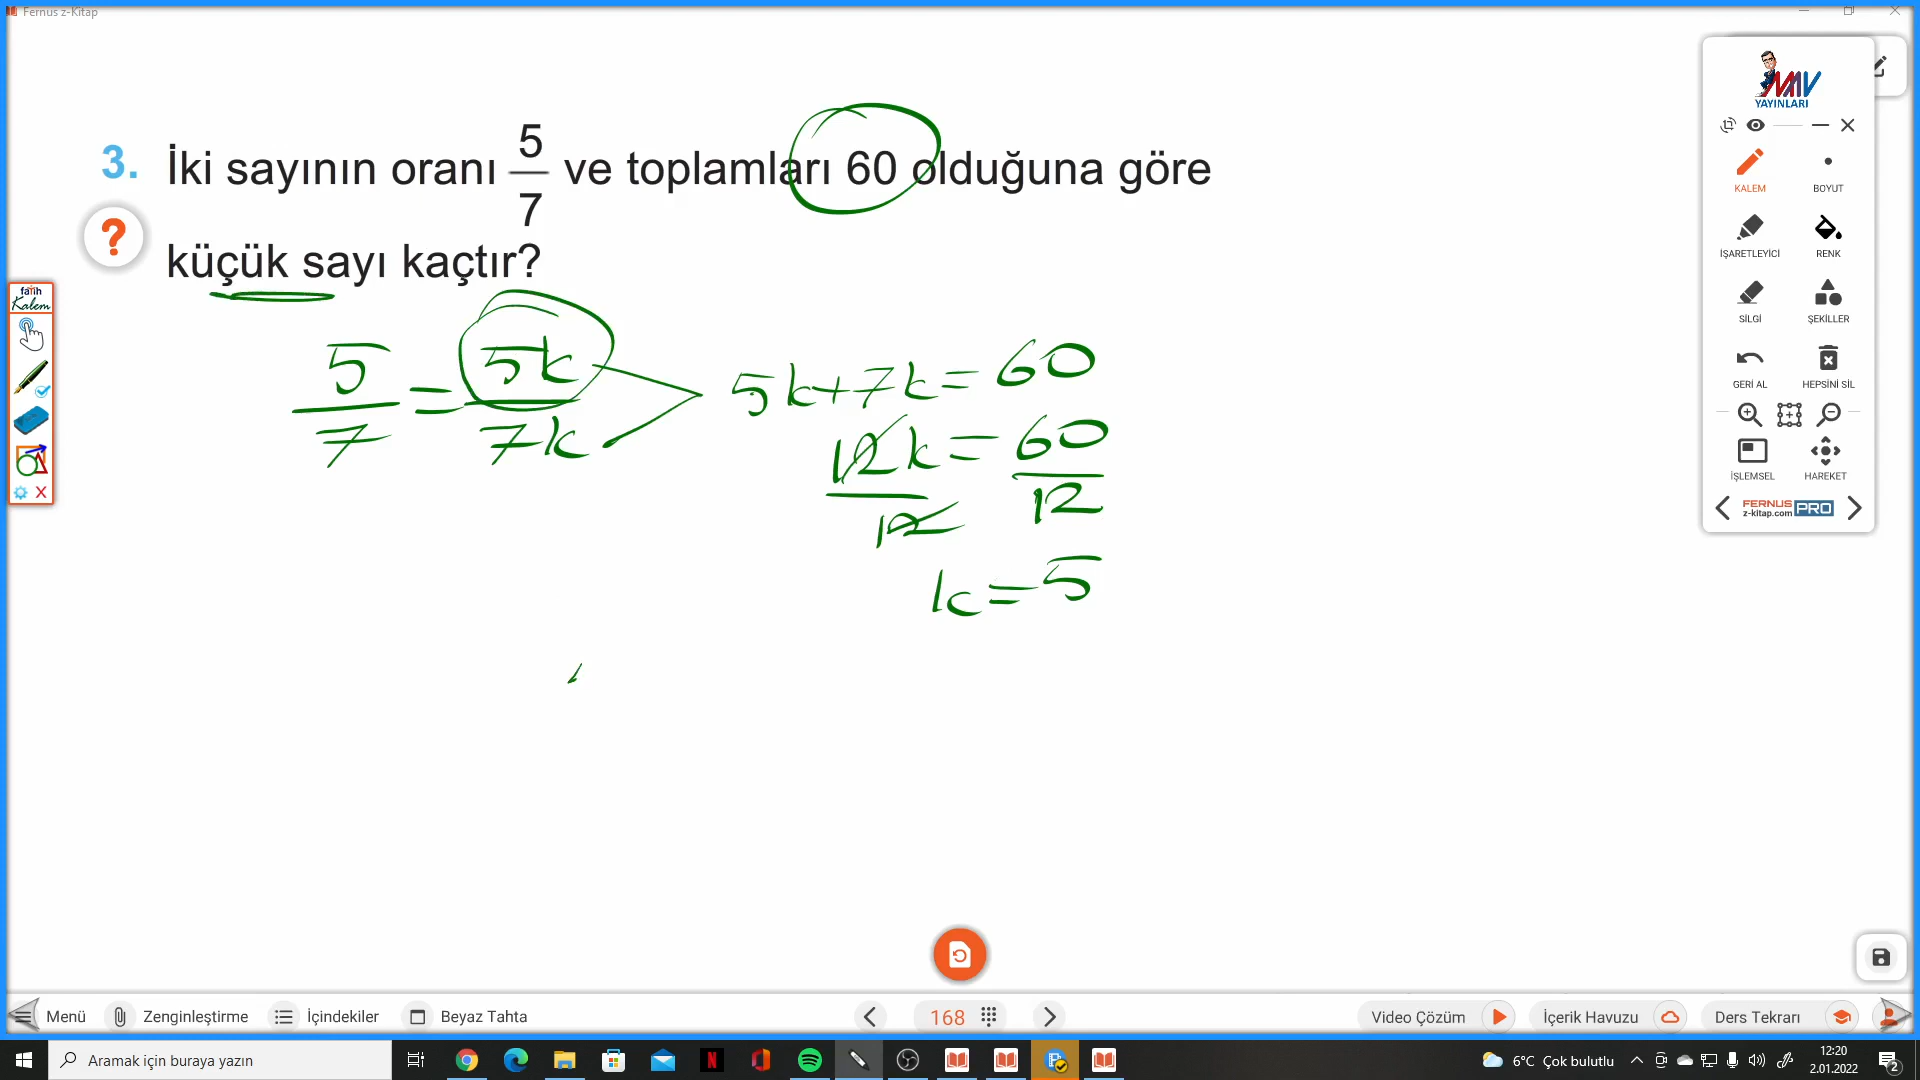 Fernus z-Kitap
3. İki sayının oranı 5/7 ve toplamları 60 olduğuna göre
küçük sayı kaçtır?
?
5/7 = 5k/7k
5k+7k=60
12k/12 = 60/12
k=5
fatih
Kalem
X
MAV
YAYINLARI
KALEM
BOYUT
İŞARETLEYİCİ
RENK
SİLGİ
ŞEKİLLER
GERİ AL
HEPSİNİ SİL
İŞLEMSEL
HAREKET
FERNUS
z-kitap.com PRO
Menü
Zenginleştirme
İçindekiler
Beyaz Tahta
168
Video Çözüm
İçerik Havuzu
Ders Tekrarı
Aramak için buraya yazın
N
6°C Çok bulutlu
12:20
2.01.2022
2